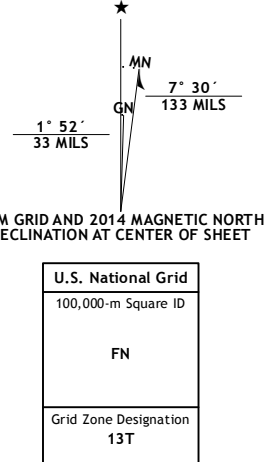 MN
GN
7° 30´
133 MILS
1° 52´
33 MILS
M GRID AND 2014 MAGNETIC NORTH
ECLINATION AT CENTER OF SHEET
U.S. National Grid
100,000-m Square ID
FN
Grid Zone Designation
13T